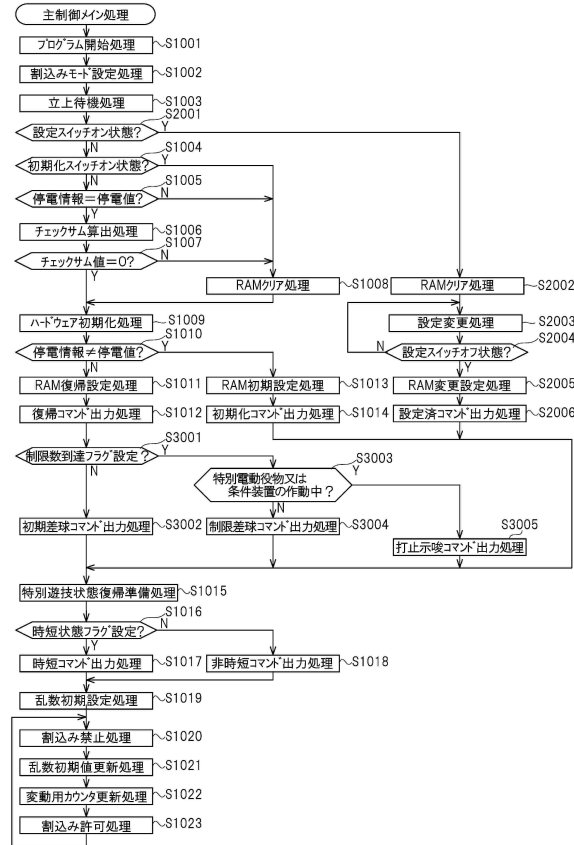 主制御メイン処理
プログラム開始処理 S1001
割込みモード設定処理 S1002
立上待機処理 S1003
設定スイッチオン状態? S2001
Y
N
初期化スイッチオン状態? S1004
Y
N
停電情報=停電値? S1005
N
Y
チェックサム算出処理 S1006
チェックサム値=0? S1007
N
Y
RAMクリア処理 S1008
RAMクリア処理 S2002
ハードウェア初期化処理 S1009
設定変更処理 S2003
停電情報≠停電値? S1010
Y
N
設定スイッチオフ状態? S2004
N
Y
RAM復帰設定処理 S1011
RAM初期設定処理 S1013
RAM変更設定処理 S2005
復帰コマンド出力処理 S1012
初期化コマンド出力処理 S1014
設定済コマンド出力処理 S2006
制限数到達フラグ設定? S3001
Y
N
特別電動役物又は
条件装置の作動中? S3003
Y
N
初期差球コマンド出力処理 S3002
制限差球コマンド出力処理 S3004
打止示唆コマンド出力処理 S3005
特別遊技状態復帰準備処理 S1015
時短状態フラグ設定? S1016
N
Y
時短コマンド出力処理 S1017
非時短コマンド出力処理 S1018
乱数初期設定処理 S1019
割込み禁止処理 S1020
乱数初期値更新処理 S1021
変動用カウンタ更新処理 S1022
割込み許可処理 S1023